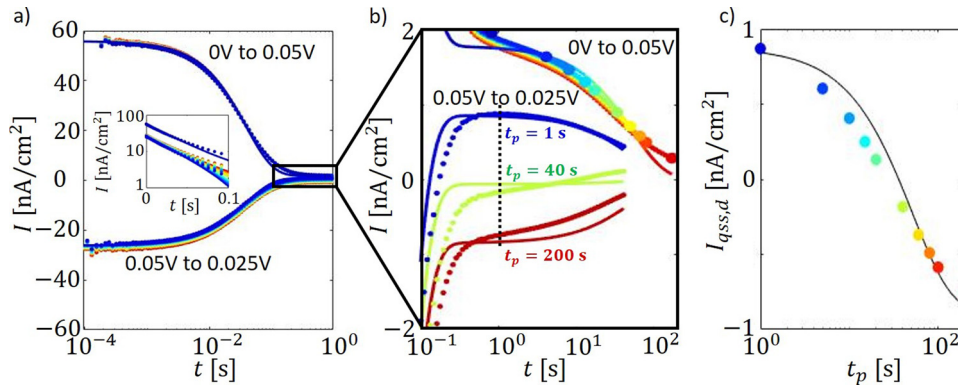 a)
I [nA/cm²]
60
40
20
0
−20
−40
−60
0V to 0.05V
I [nA/cm²]
100
10
1
0
0.1
t [s]
0.05V to 0.025V
10⁻⁴
10⁻²
10⁰
t [s]
b)
I [nA/cm²]
2
0
−2
0V to 0.05V
0.05V to 0.025V
tₚ = 1 s
tₚ = 40 s
tₚ = 200 s
10⁻¹
10⁰
10¹
10²
t [s]
c)
I_qss,d [nA/cm²]
1
0
−1
10⁰
10¹
10²
tₚ [s]